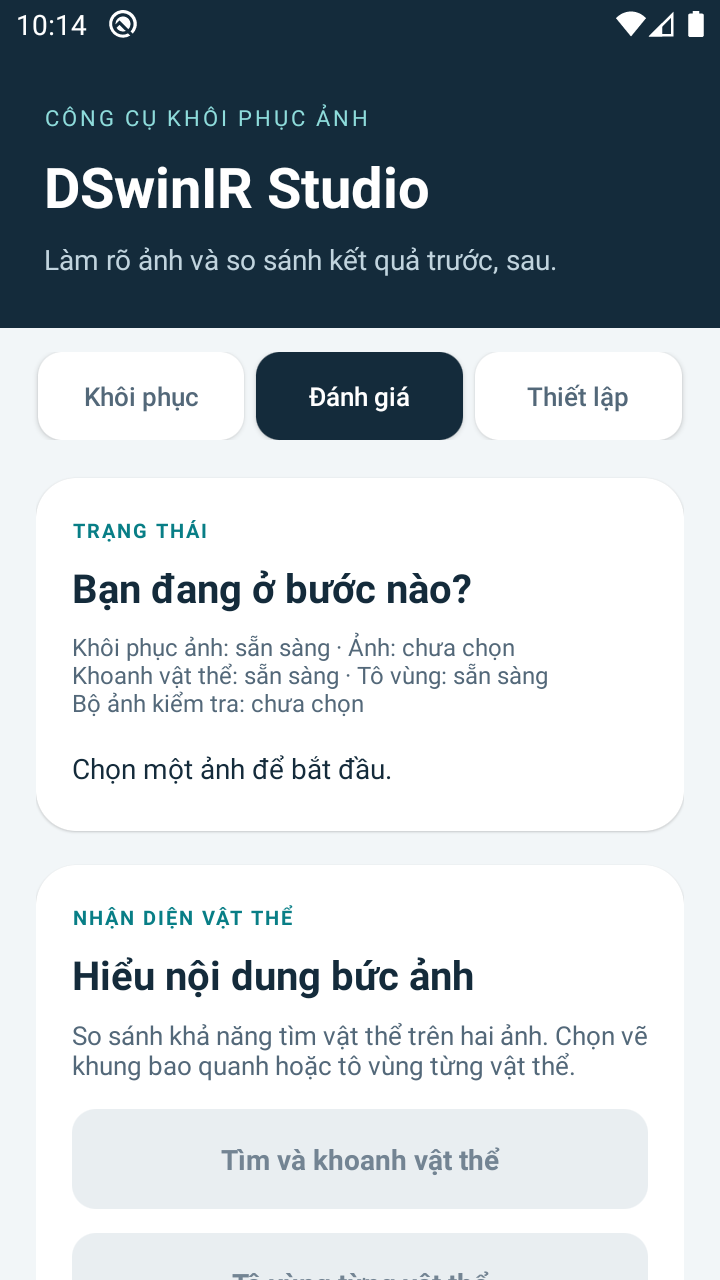 10:14
CÔNG CỤ KHÔI PHỤC ẢNH
DSwinIR Studio
Làm rõ ảnh và so sánh kết quả trước, sau.
Khôi phục
Đánh giá
Thiết lập
TRẠNG THÁI
Bạn đang ở bước nào?
Khôi phục ảnh: sẵn sàng · Ảnh: chưa chọn
Khoanh vật thể: sẵn sàng · Tô vùng: sẵn sàng
Bộ ảnh kiểm tra: chưa chọn
Chọn một ảnh để bắt đầu.
NHẬN DIỆN VẬT THỂ
Hiểu nội dung bức ảnh
So sánh khả năng tìm vật thể trên hai ảnh. Chọn vẽ
khung bao quanh hoặc tô vùng từng vật thể.
Tìm và khoanh vật thể
Tô vùng từng vật thể